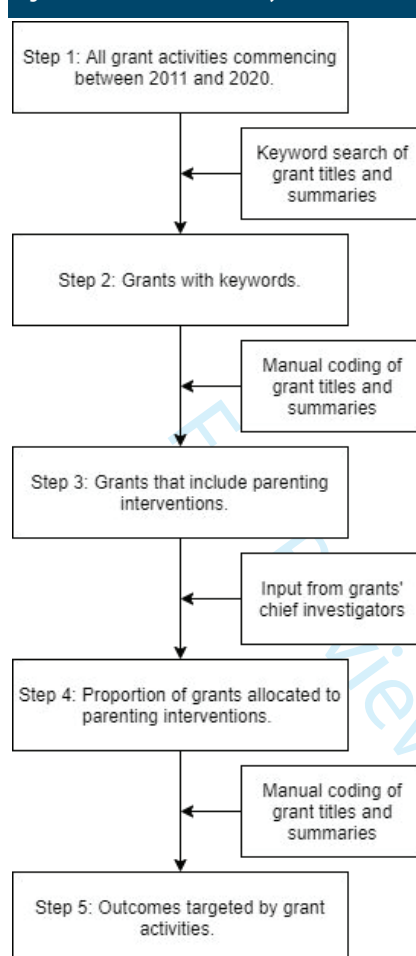 Step 1: All grant activities commencing
between 2011 and 2020.
Keyword search of
grant titles and
summaries
Step 2: Grants with keywords.
Manual coding of
grant titles and
summaries
Step 3: Grants that include parenting
interventions.
Input from grants'
chief investigators
Step 4: Proportion of grants allocated to
parenting interventions.
Manual coding of
grant titles and
summaries
Step 5: Outcomes targeted by grant
activities.